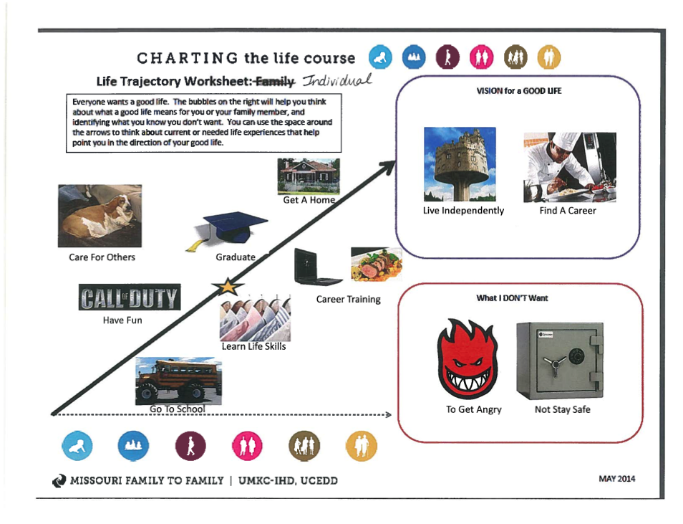 CHARTING the life course
Life Trajectory Worksheet: Family Individual
Everyone wants a good life. The bubbles on the right will help you think
about what a good life means for you or your family member, and
identifying what you know you don't want. You can use the space around
the arrows to think about current or needed life experiences that help
point you in the direction of your good life.
VISION for a GOOD LIFE
Live Independently
Find A Career
Get A Home
Care For Others
Graduate
CALL OF DUTY
Have Fun
Career Training
Learn Life Skills
Go To School
What I DON'T Want
To Get Angry
Not Stay Safe
MISSOURI FAMILY TO FAMILY | UMKC-IHD, UCEDD
MAY 2014